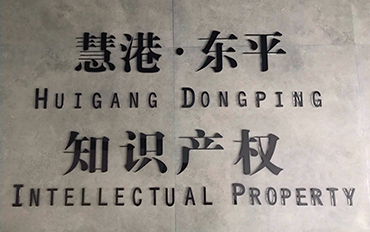 慧港·东平
HUIGANG DONGPING
知识产权
INTELLECTUAL PROPERTY